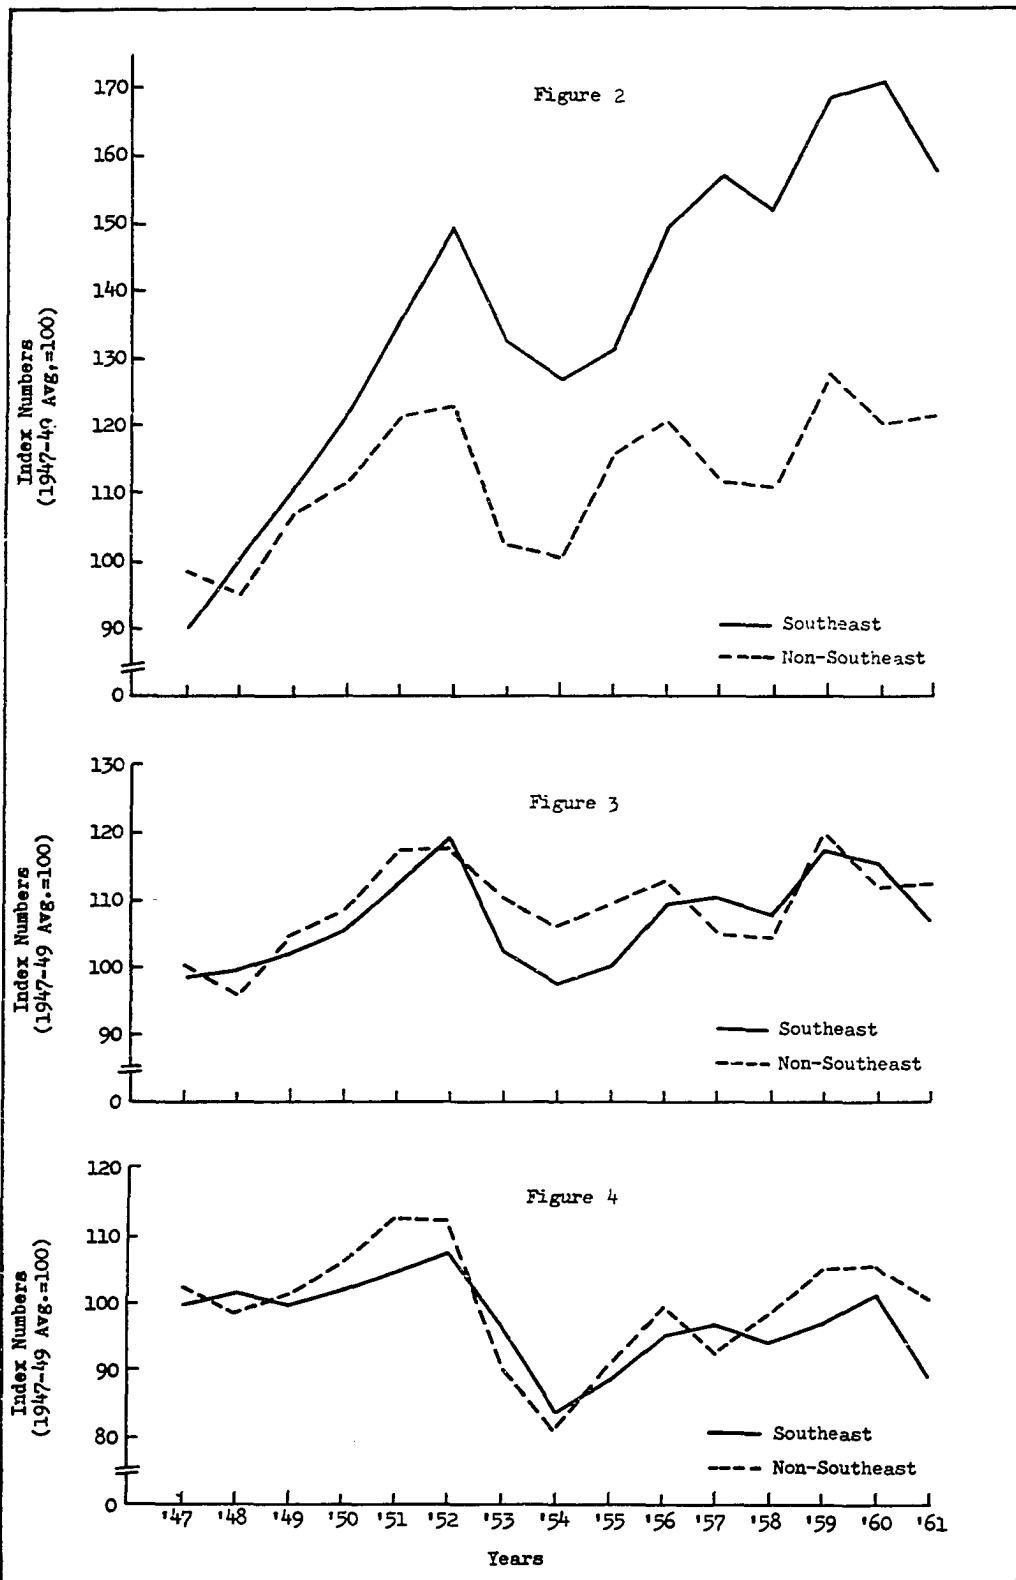 Figure 2
170
160
150
140
130
120
110
100
90
0
Index Numbers
(1947-49 Avg.=100)
Southeast
Non-Southeast
Figure 3
130
120
110
100
90
0
Index Numbers
(1947-49 Avg.=100)
Southeast
Non-Southeast
Figure 4
120
110
100
90
80
0
Index Numbers
(1947-49 Avg.=100)
Southeast
Non-Southeast
'47 '48 '49 '50 '51 '52 '53 '54 '55 '56 '57 '58 '59 '60 '61
Years